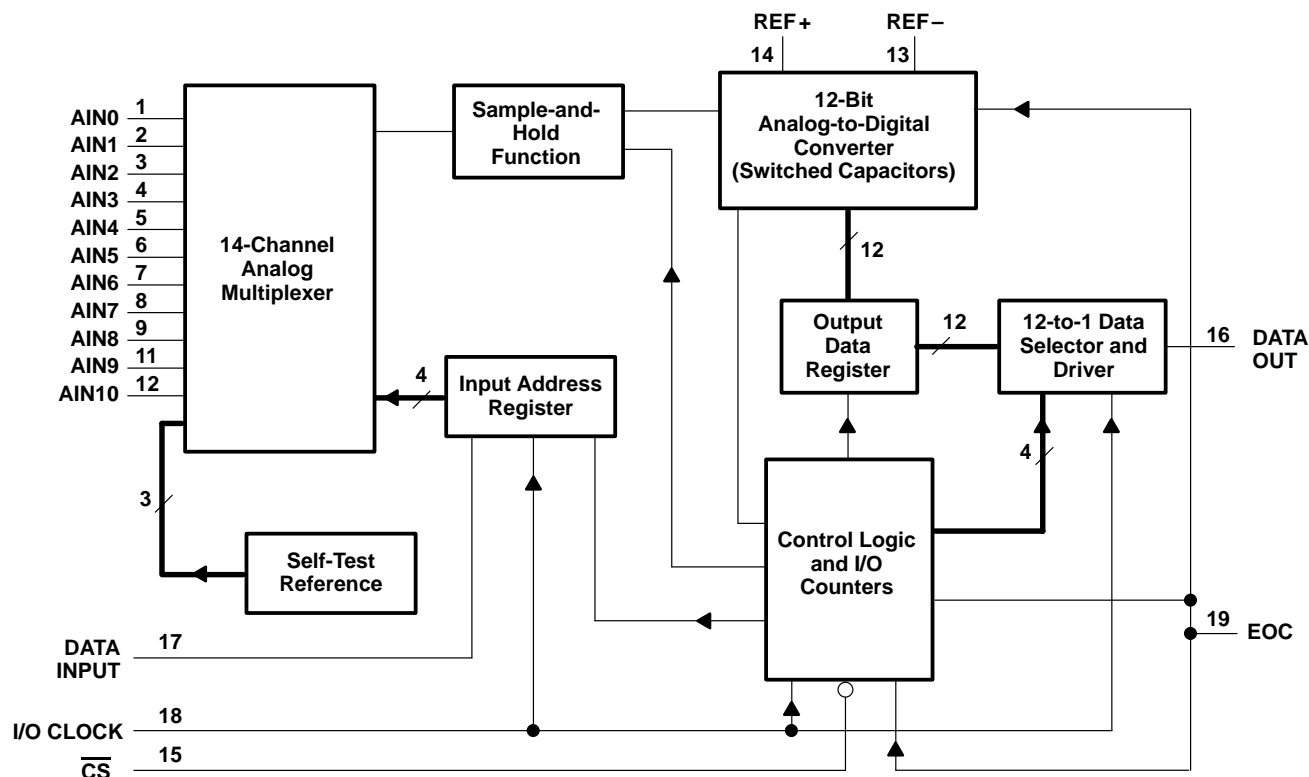 REF+
REF–
14
13
12-Bit
Analog-to-Digital
Converter
(Switched Capacitors)
Sample-and-
Hold
Function
14-Channel
Analog
Multiplexer
AIN0 1
AIN1 2
AIN2 3
AIN3 4
AIN4 5
AIN5 6
AIN6 7
AIN7 8
AIN8 9
AIN9 11
AIN10 12
12
Output
Data
Register
12
12-to-1 Data
Selector and
Driver
16
DATA
OUT
4
Input Address
Register
4
3
Self-Test
Reference
Control Logic
and I/O
Counters
19
EOC
DATA
INPUT
17
I/O CLOCK
18
CS
15